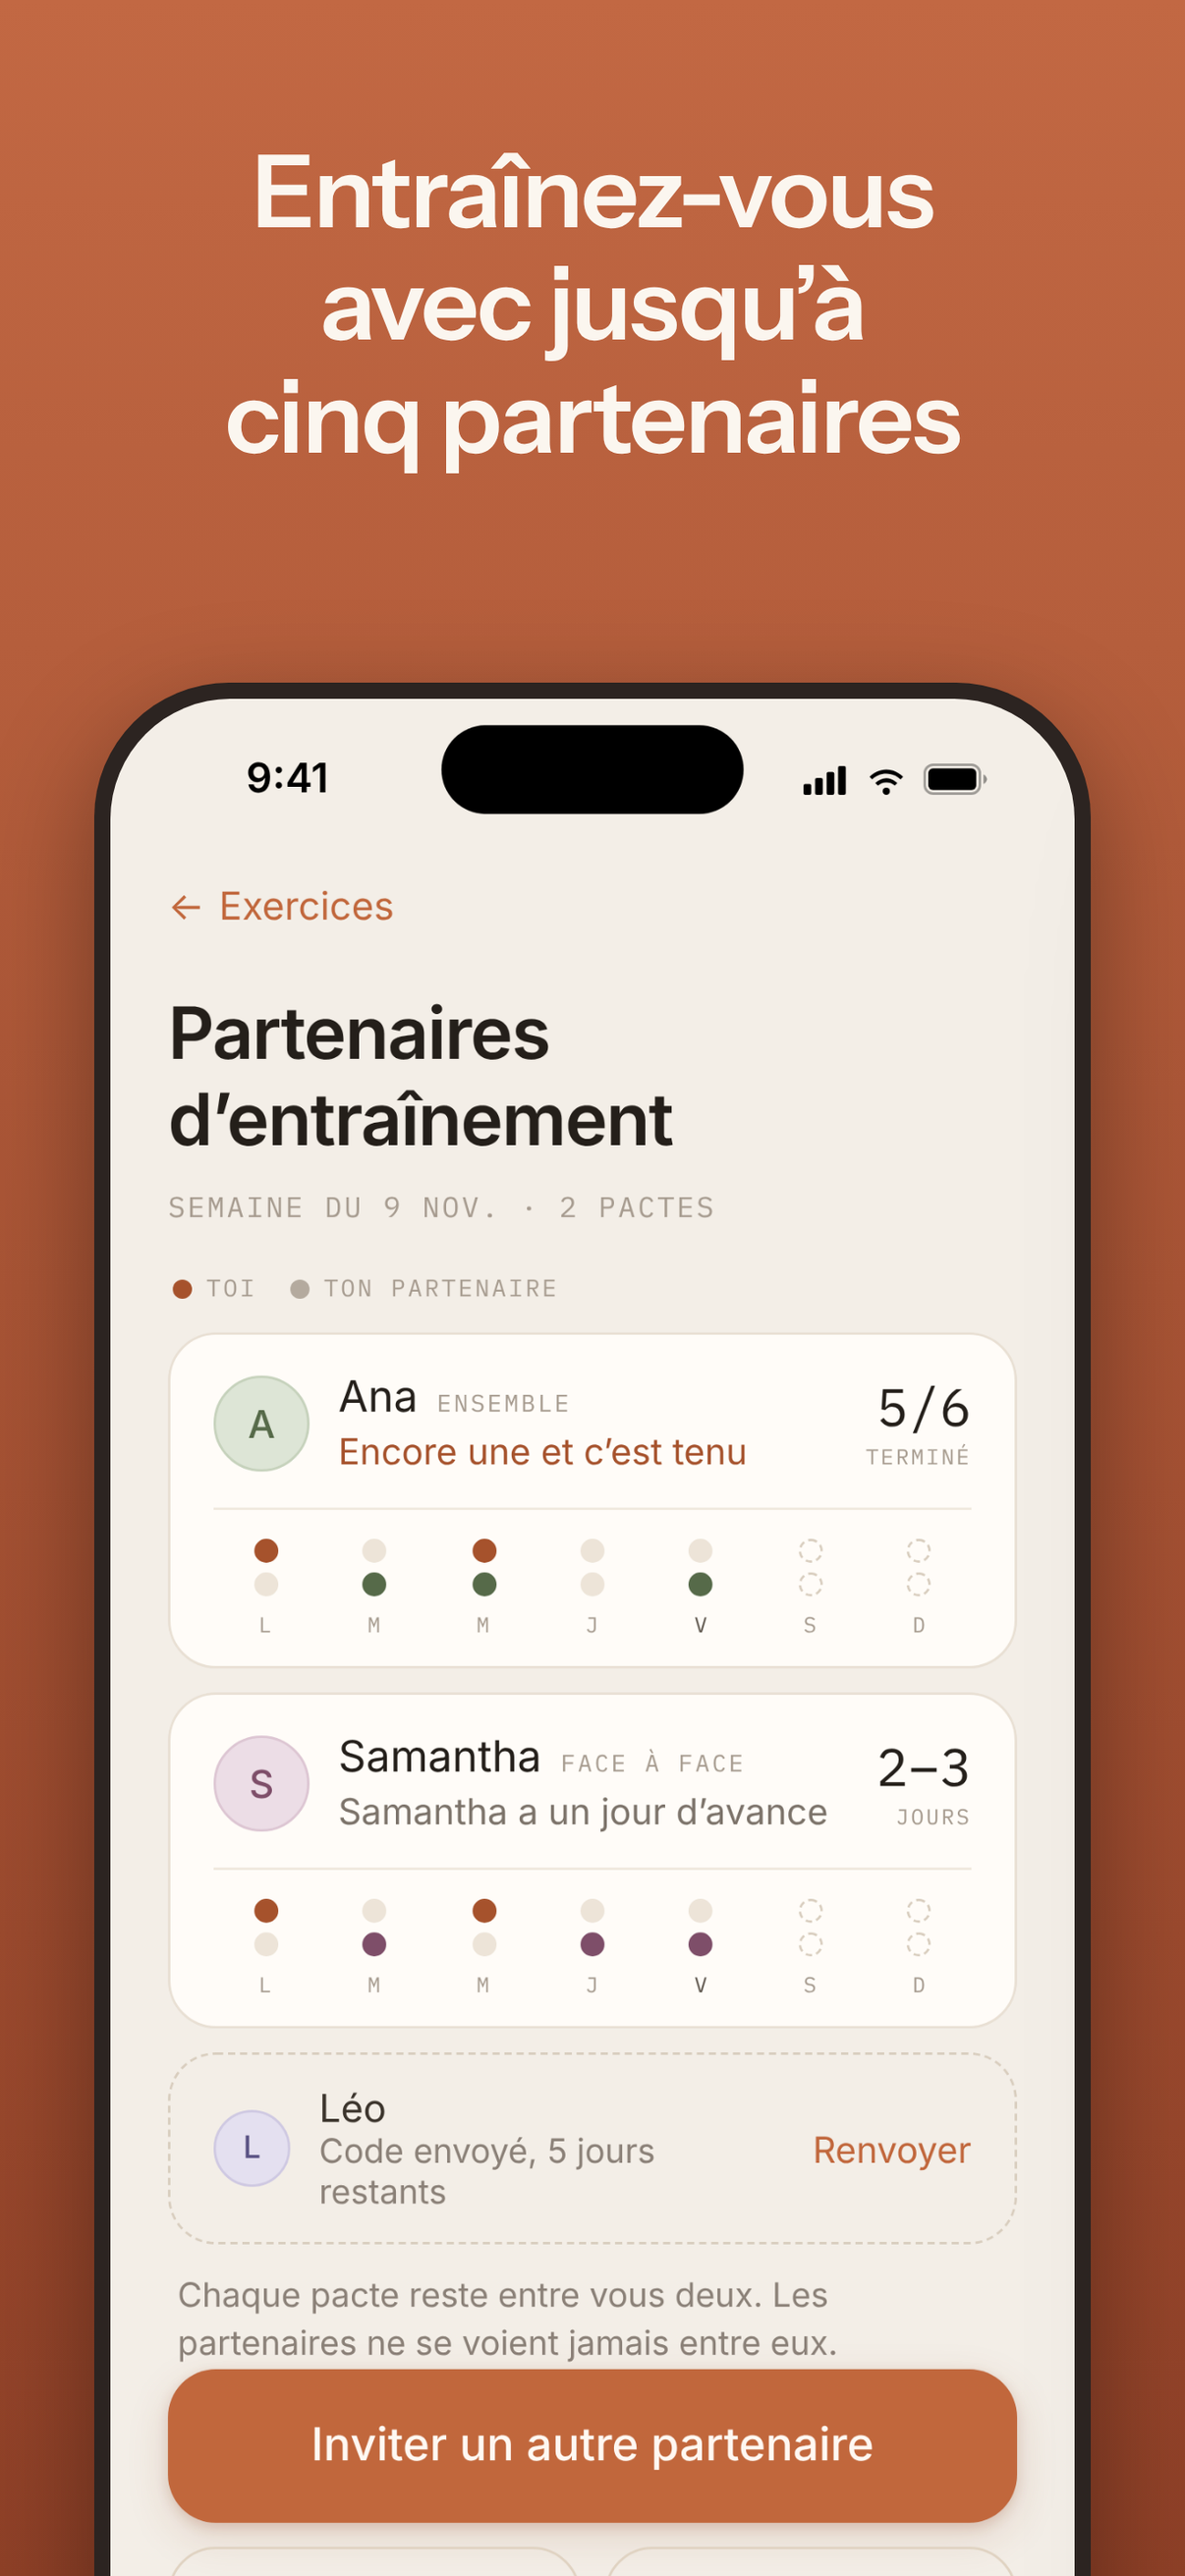 Entraînez-vous
avec jusqu’à
cinq partenaires
9:41
← Exercices
Partenaires
d’entraînement
SEMAINE DU 9 NOV. · 2 PACTES
TOI TON PARTENAIRE
A
Ana ENSEMBLE
Encore une et c’est tenu
5/6
TERMINÉ
L M M J V S D
S
Samantha FACE À FACE
Samantha a un jour d’avance
2–3
JOURS
L M M J V S D
L
Léo
Code envoyé, 5 jours
restants
Renvoyer
Chaque pacte reste entre vous deux. Les
partenaires ne se voient jamais entre eux.
Inviter un autre partenaire